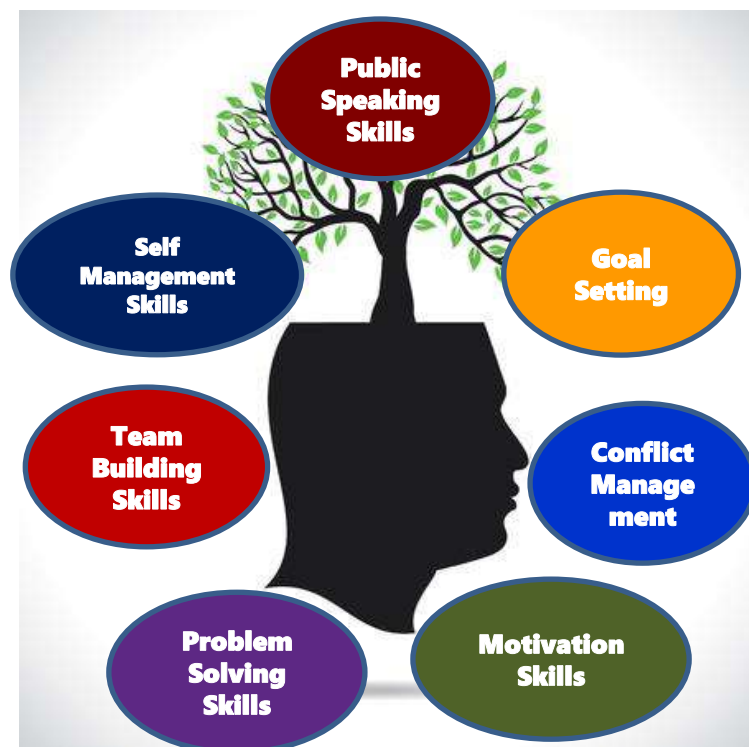 Public
Speaking
Skills
Self
Management
Skills
Goal
Setting
Team
Building
Skills
Conflict
Manage
ment
Problem
Solving
Skills
Motivation
Skills